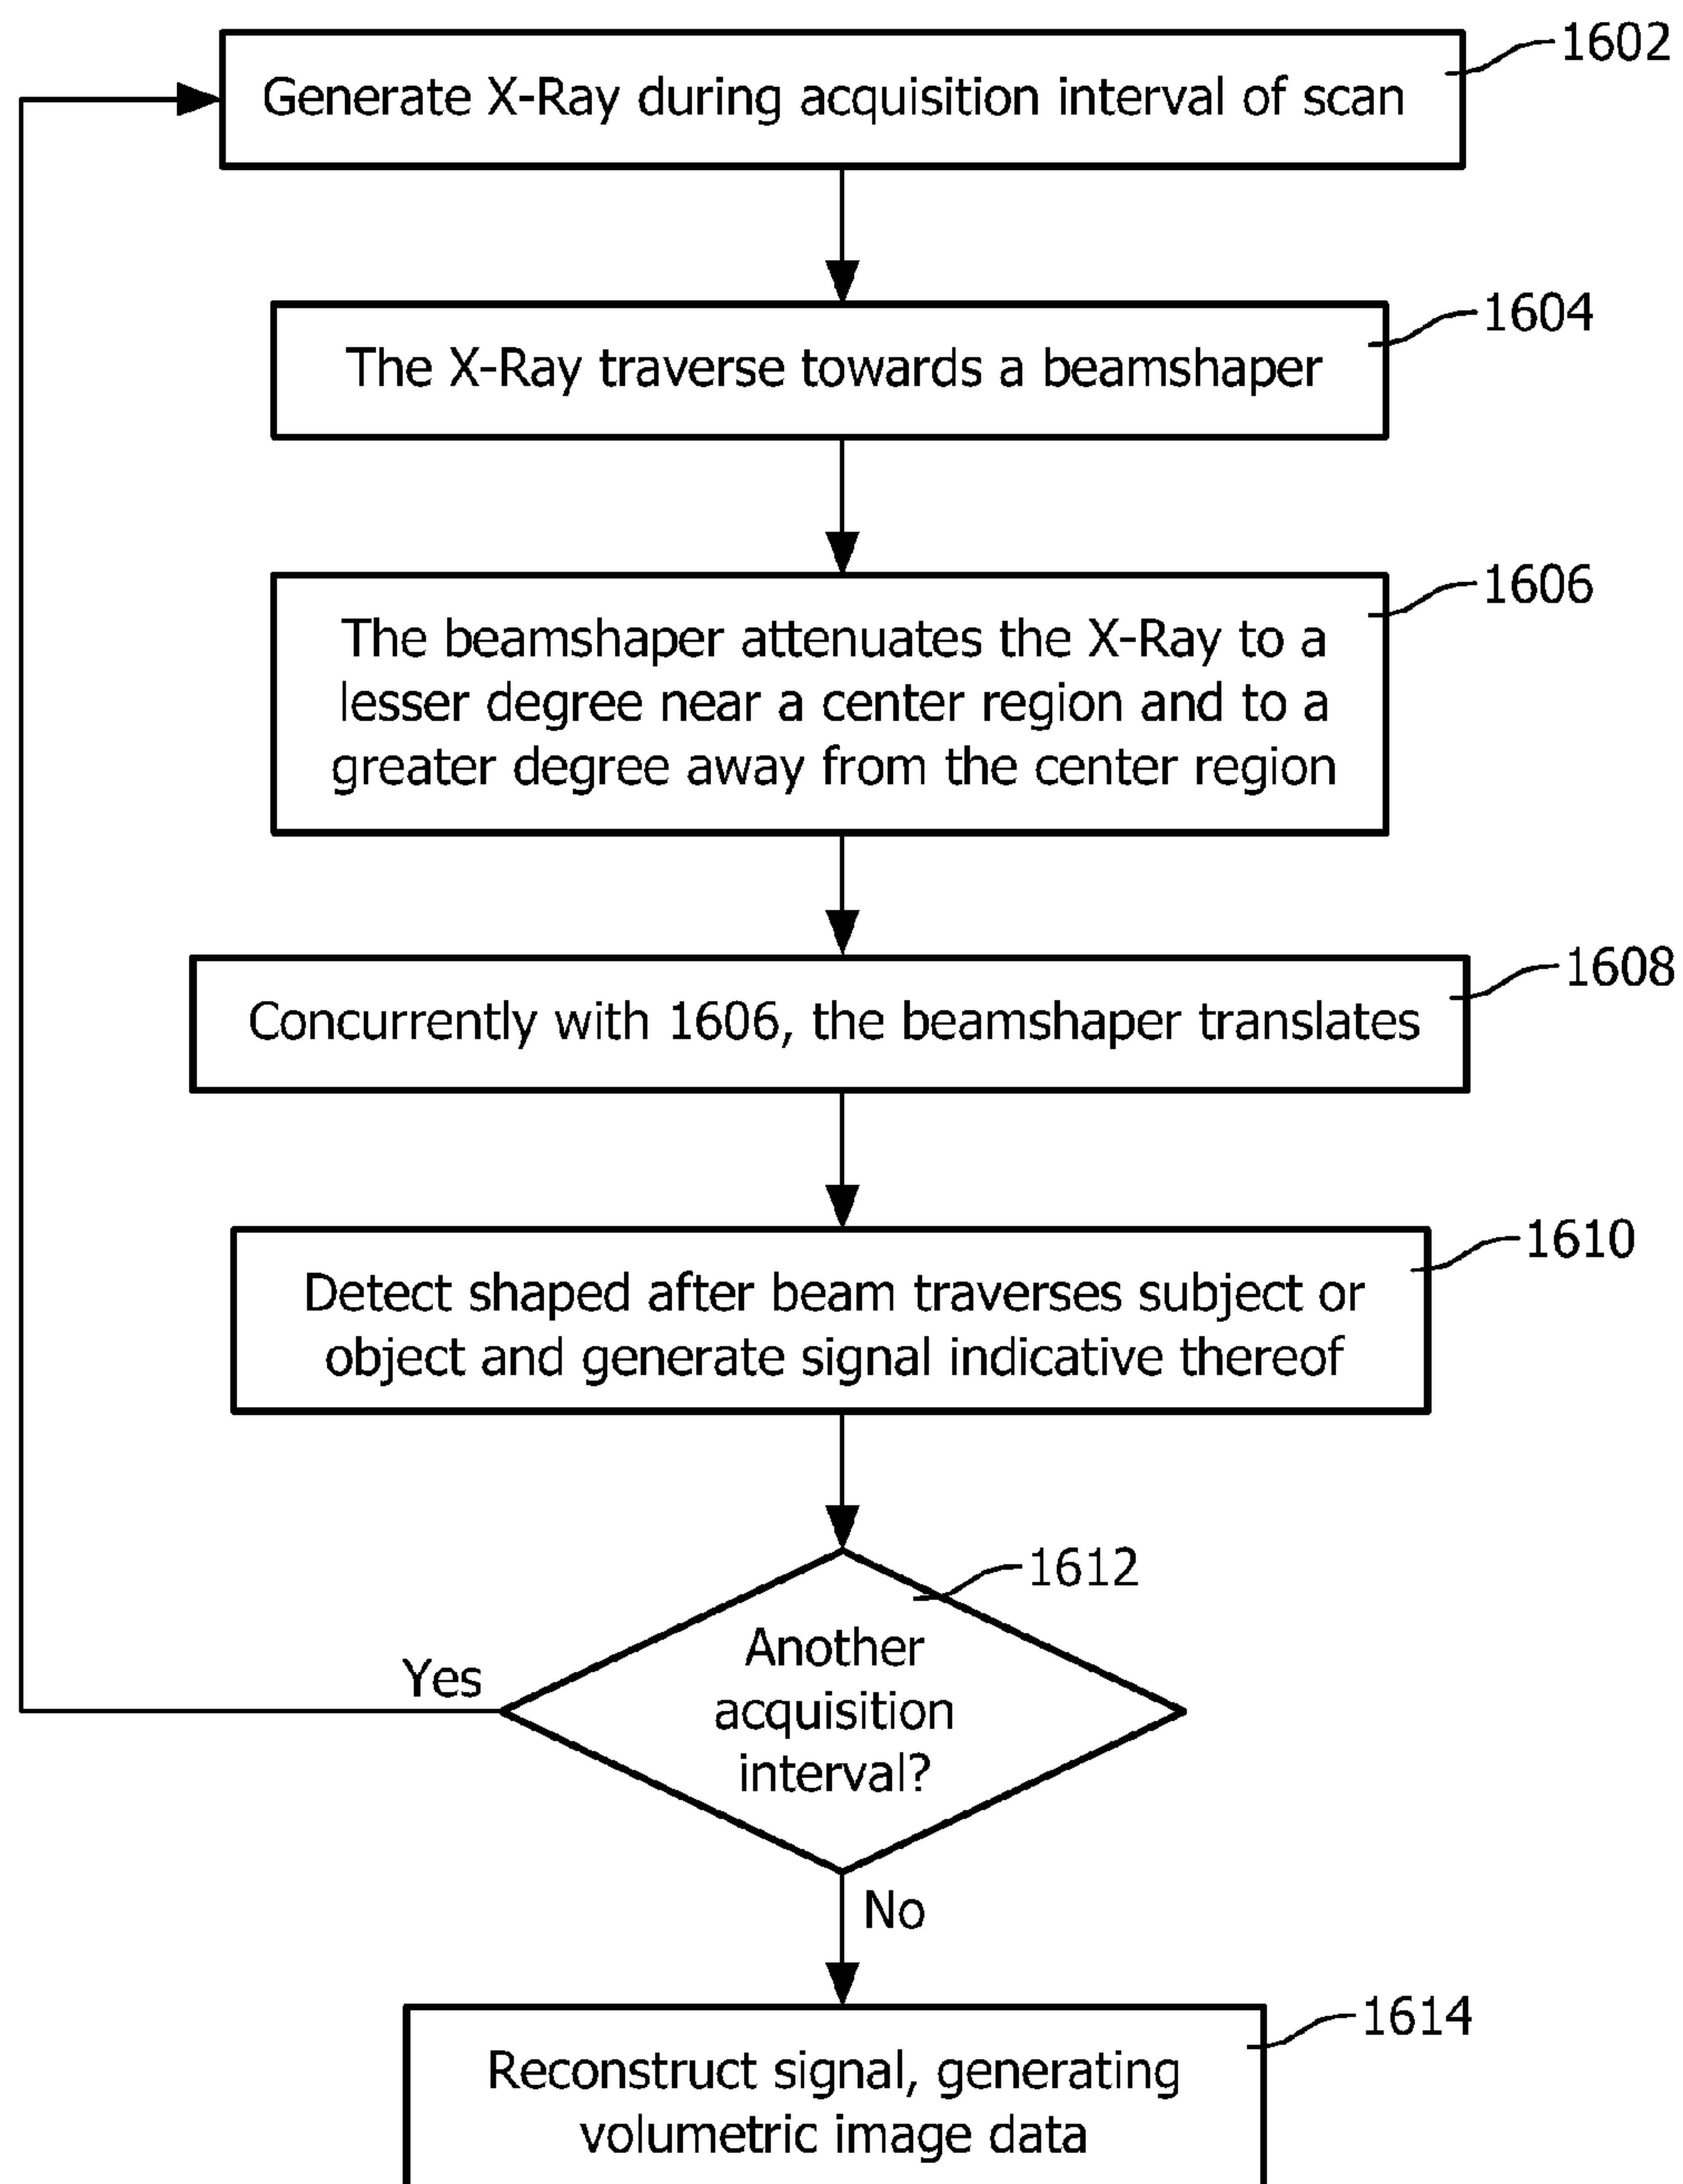 1602
Generate X-Ray during acquisition interval of scan
1604
The X-Ray traverse towards a beamshaper
1606
The beamshaper attenuates the X-Ray to a
lesser degree near a center region and to a
greater degree away from the center region
1608
Concurrently with 1606, the beamshaper translates
1610
Detect shaped after beam traverses subject or
object and generate signal indicative thereof
1612
Another
acquisition
interval?
Yes
No
1614
Reconstruct signal, generating
volumetric image data